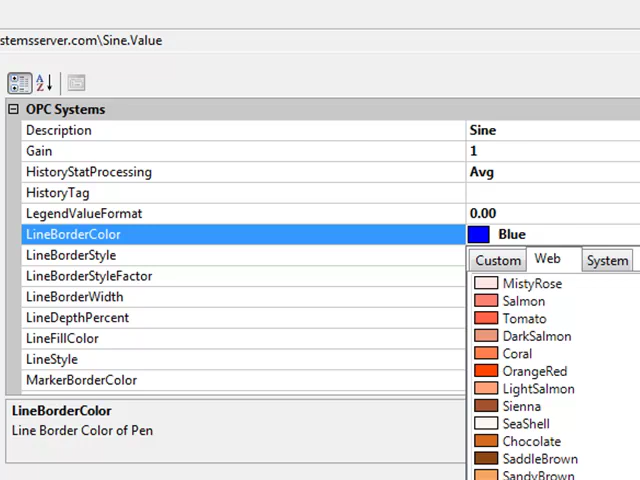 stemsserver.com\Sine.Value
OPC Systems
Description Sine
Gain 1
HistoryStatProcessing Avg
HistoryTag
LegendValueFormat 0.00
LineBorderColor Blue
LineBorderStyle
LineBorderStyleFactor
LineBorderWidth
LineDepthPercent
LineFillColor
LineStyle
MarkerBorderColor
Custom Web System
MistyRose
Salmon
Tomato
DarkSalmon
Coral
OrangeRed
LightSalmon
Sienna
SeaShell
Chocolate
SaddleBrown
SandyBrown
LineBorderColor
Line Border Color of Pen